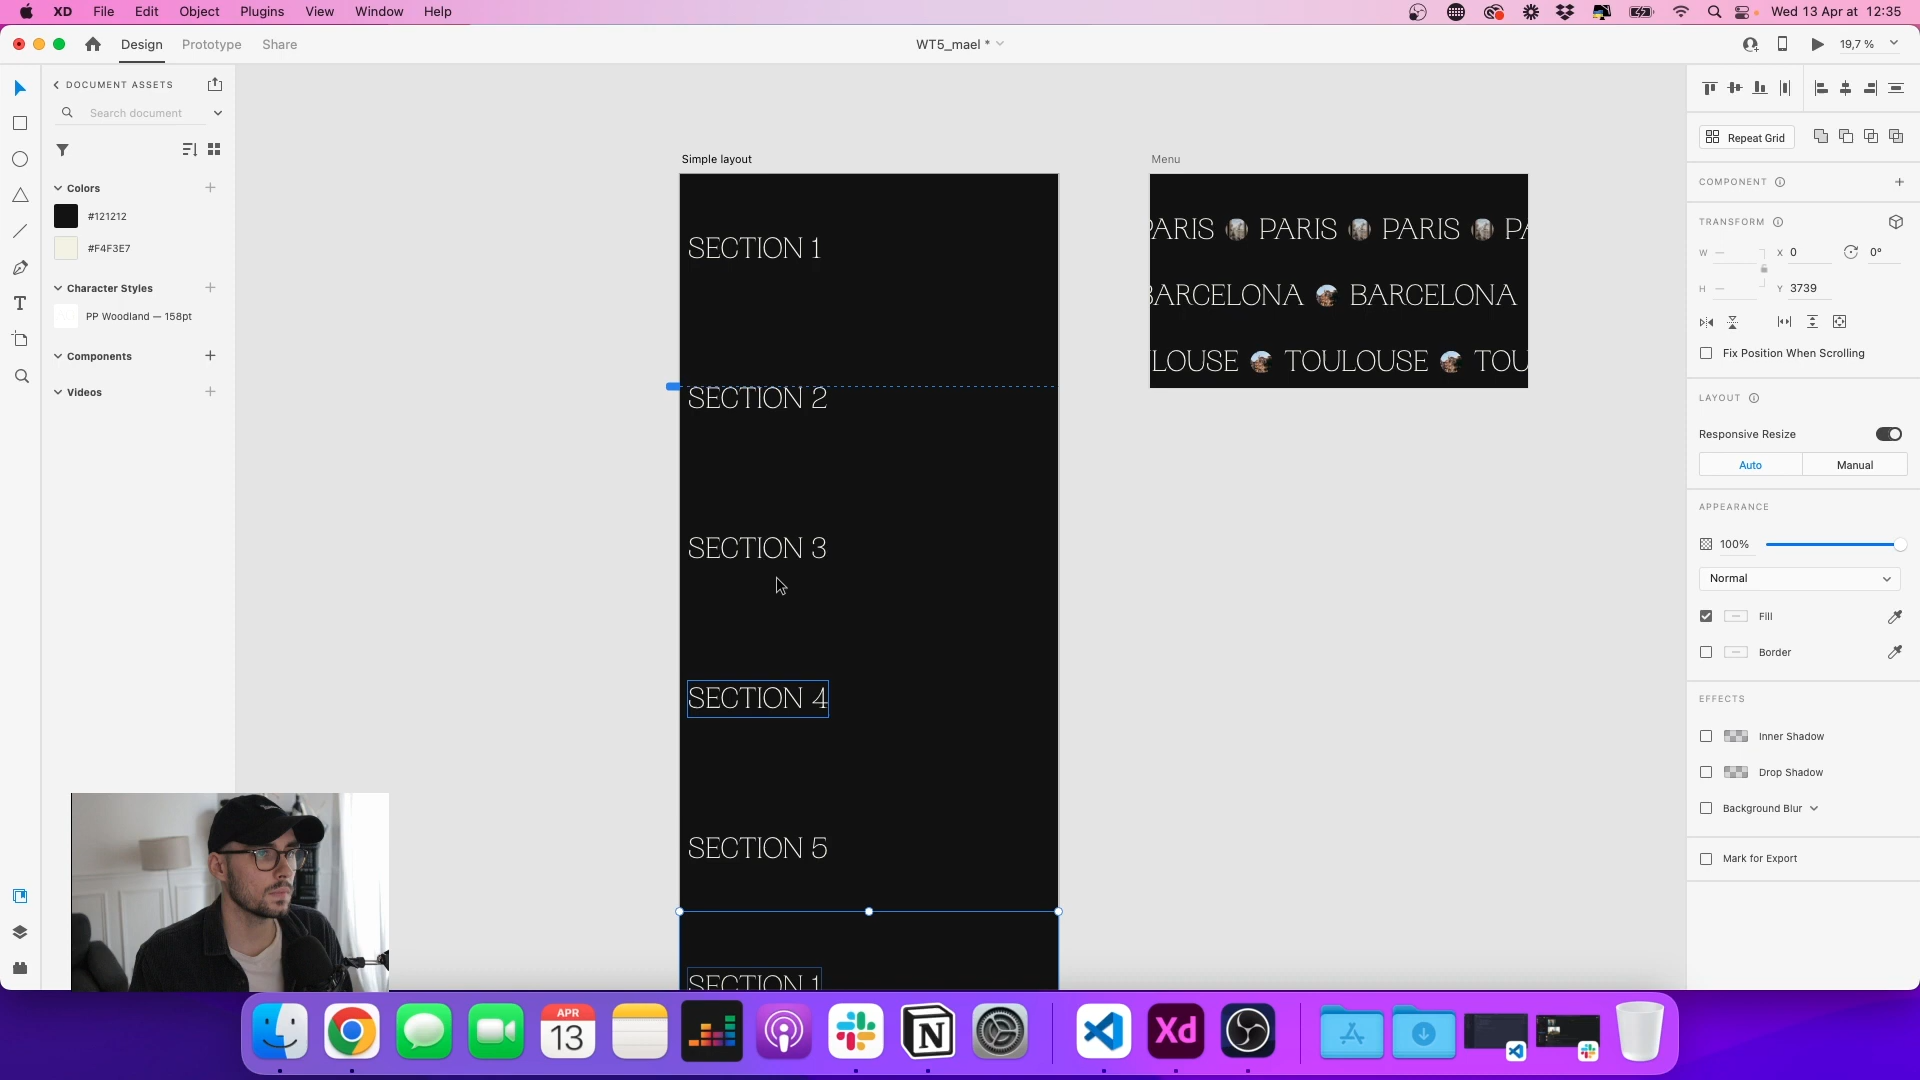 XD File Edit Object Plugins View Window Help
Wed 13 Apr at 12:35
Design Prototype Share
WT5_mael *
19,7 %
DOCUMENT ASSETS
Search document
Colors
#121212
#F4F3E7
Character Styles
PP Woodland — 158pt
Components
Videos
Simple layout
SECTION 1
SECTION 2
SECTION 3
SECTION 4
SECTION 5
SECTION 1
Menu
PARIS PARIS PARIS PA
BARCELONA BARCELONA
LOUSE TOULOUSE TOU
Repeat Grid
COMPONENT
TRANSFORM
W — X 0 0°
H — Y 3739
Fix Position When Scrolling
LAYOUT
Responsive Resize
Auto Manual
APPEARANCE
100%
Normal
Fill
Border
EFFECTS
Inner Shadow
Drop Shadow
Background Blur
Mark for Export
APR
13
Xd